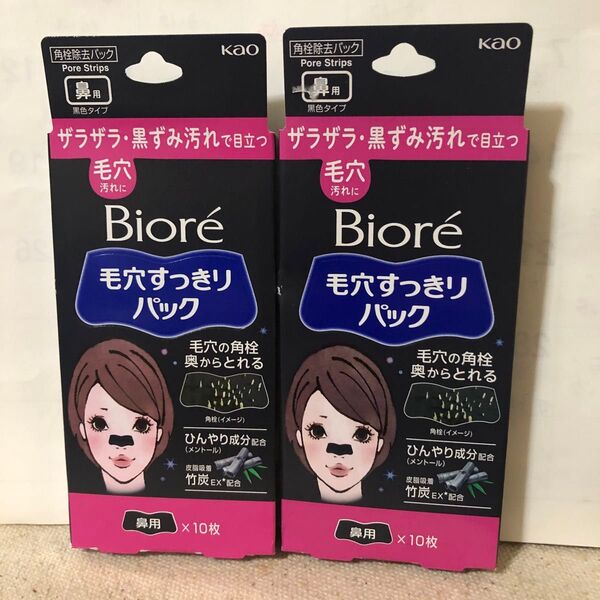 角栓除去パック
Pore Strips
Kao
鼻用
黒色タイプ
ザラザラ・黒ずみ汚れで目立つ
毛穴
汚れに
Bioré
毛穴すっきり
パック
毛穴の角栓
奥からとれる
角栓(イメージ)
ひんやり成分配合
(メントール)
皮脂吸着
竹炭EX*配合
鼻用
×10枚
角栓除去パック
Pore Strips
Kao
鼻用
黒色タイプ
ザラザラ・黒ずみ汚れで目立つ
毛穴
汚れに
Bioré
毛穴すっきり
パック
毛穴の角栓
奥からとれる
角栓(イメージ)
ひんやり成分配合
(メントール)
皮脂吸着
竹炭EX*配合
鼻用
×10枚